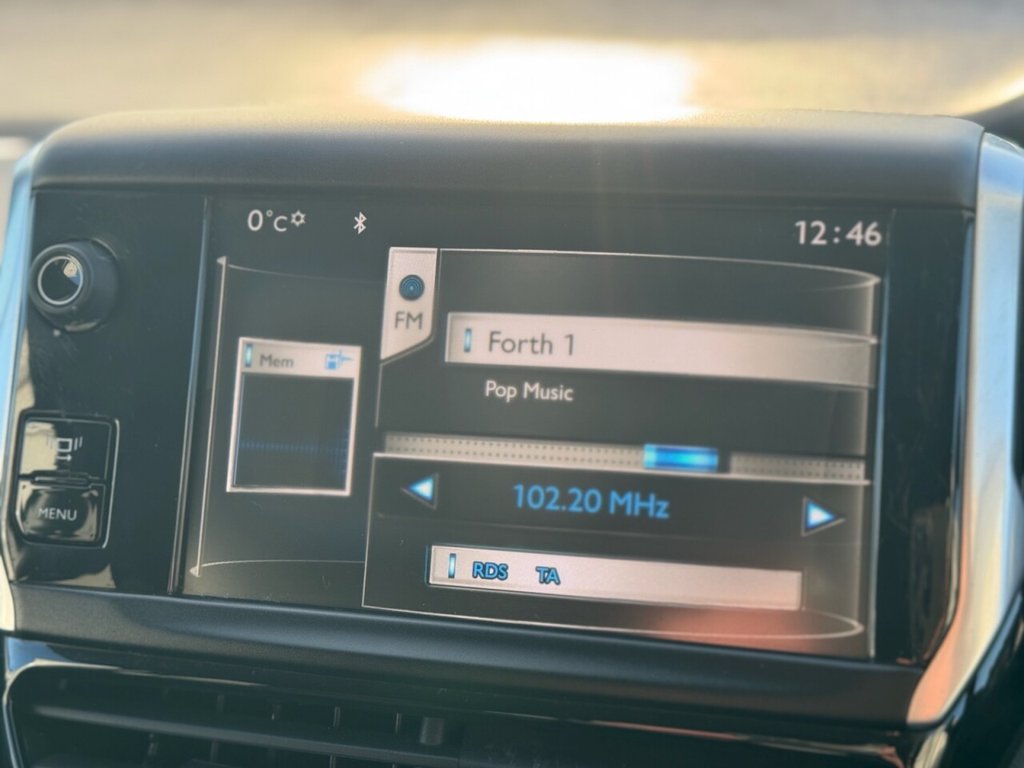 0°C
12:46
FM
Forth 1
Mem
Pop Music
102.20 MHz
MENU
RDS TA